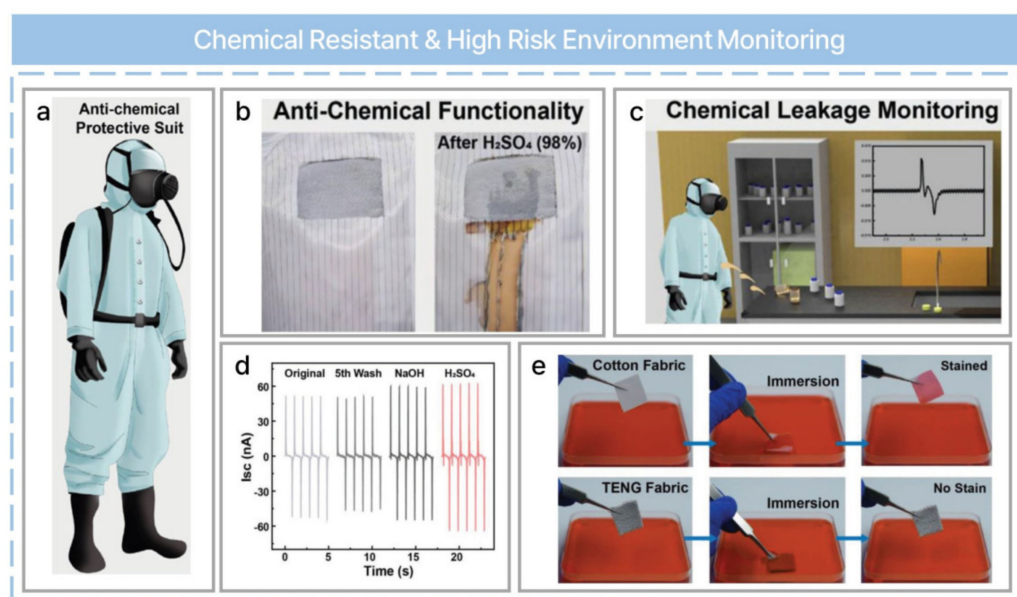 Chemical Resistant & High Risk Environment Monitoring
a
Anti-chemical
Protective Suit
b
Anti-Chemical Functionality
After H₂SO₄ (98%)
c
Chemical Leakage Monitoring
d
Original 5th Wash NaOH H₂SO₄
60
30
0
-30
-60
Isc (nA)
0 5 10 15 20
Time (s)
e
Cotton Fabric
Immersion
Stained
TENG Fabric
Immersion
No Stain